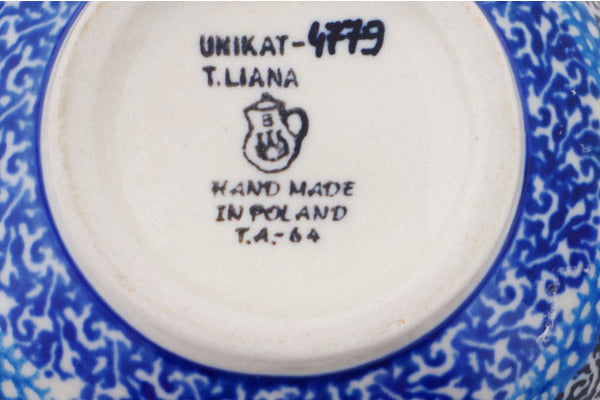 UNIKAT-4779
T.LIANA
B
HAND MADE
IN POLAND
T.A.-64